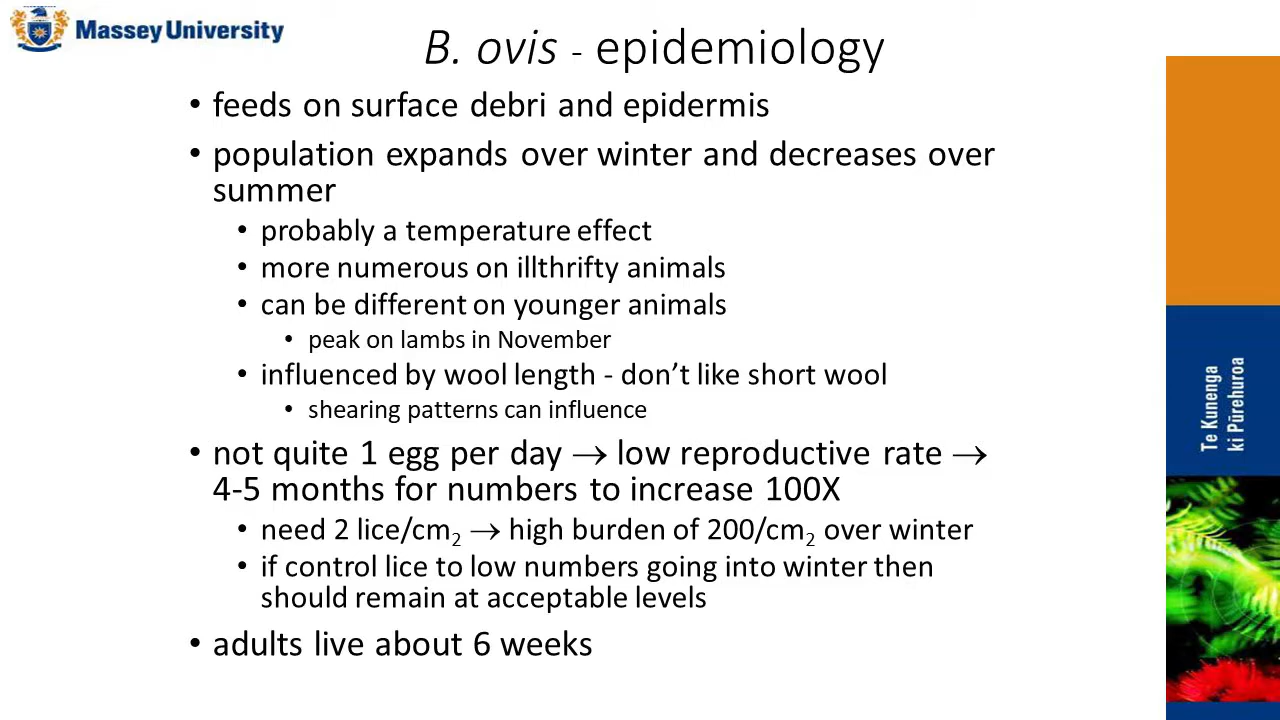 Massey University
B. ovis - epidemiology
• feeds on surface debri and epidermis
• population expands over winter and decreases over
summer
• probably a temperature effect
• more numerous on illthrifty animals
• can be different on younger animals
• peak on lambs in November
• influenced by wool length - don’t like short wool
• shearing patterns can influence
• not quite 1 egg per day → low reproductive rate →
4-5 months for numbers to increase 100X
• need 2 lice/cm₂ → high burden of 200/cm₂ over winter
• if control lice to low numbers going into winter then
should remain at acceptable levels
• adults live about 6 weeks
Te Kunenga
ki Pūrehuroa